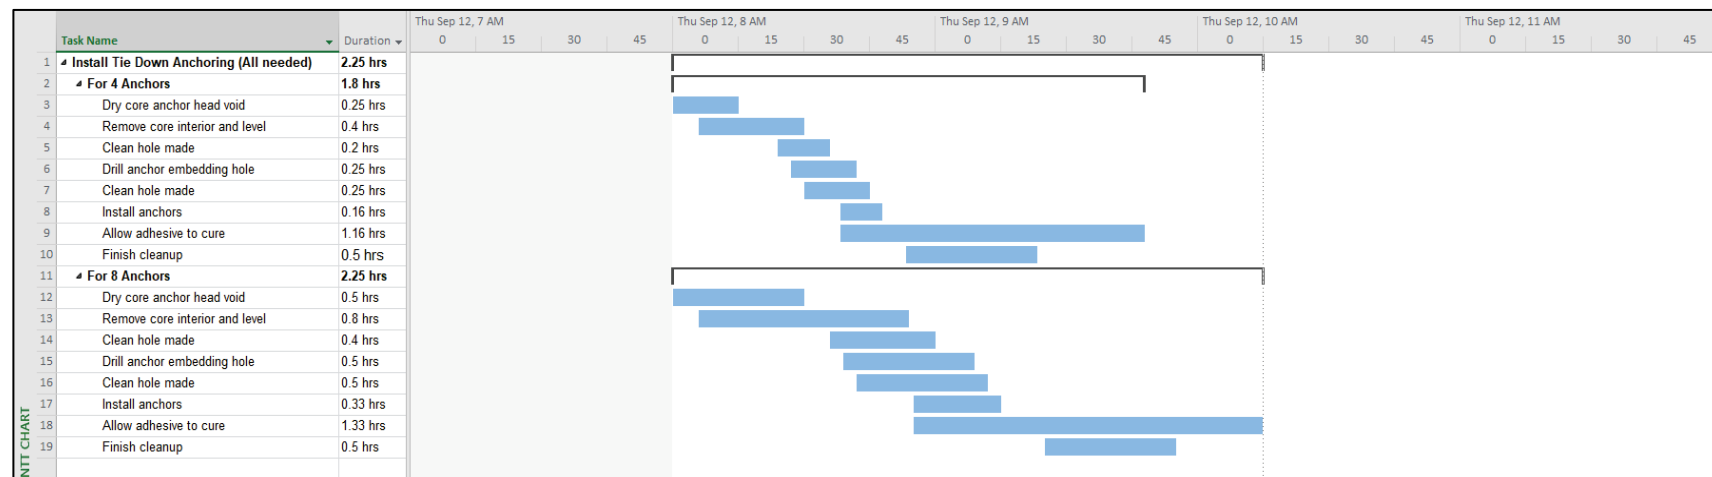 Thu Sep 12, 7 AM Thu Sep 12, 8 AM Thu Sep 12, 9 AM Thu Sep 12, 10 AM Thu Sep 12, 11 AM
Task Name Duration 0 15 30 45 0 15 30 45 0 15 30 45 0 15 30 45 0 15 30 45
1 Install Tie Down Anchoring (All needed) 2.25 hrs
2 For 4 Anchors 1.8 hrs
3 Dry core anchor head void 0.25 hrs
4 Remove core interior and level 0.4 hrs
5 Clean hole made 0.2 hrs
6 Drill anchor embedding hole 0.25 hrs
7 Clean hole made 0.25 hrs
8 Install anchors 0.16 hrs
9 Allow adhesive to cure 1.16 hrs
10 Finish cleanup 0.5 hrs
11 For 8 Anchors 2.25 hrs
12 Dry core anchor head void 0.5 hrs
13 Remove core interior and level 0.8 hrs
14 Clean hole made 0.4 hrs
15 Drill anchor embedding hole 0.5 hrs
16 Clean hole made 0.5 hrs
17 Install anchors 0.33 hrs
18 Allow adhesive to cure 1.33 hrs
19 Finish cleanup 0.5 hrs
NTT CHART